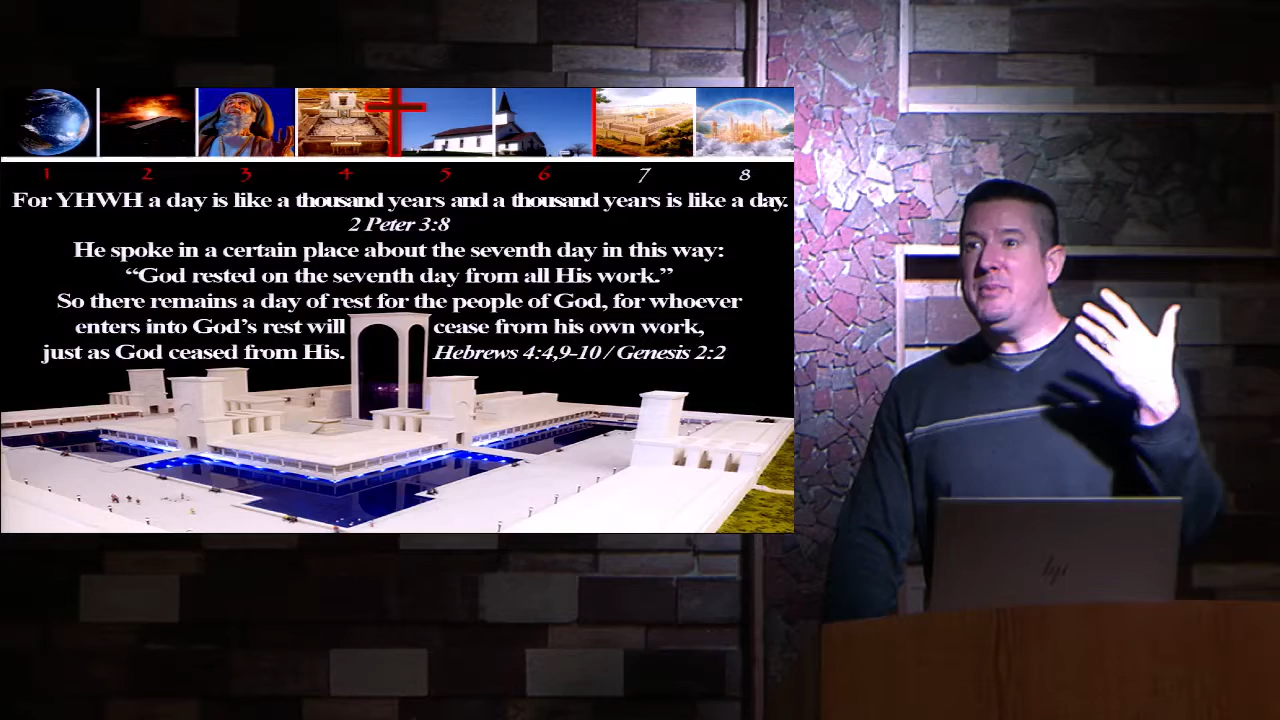 1 2 3 4 5 6 7 8
For YHWH a day is like a thousand years and a thousand years is like a day.
2 Peter 3:8
He spoke in a certain place about the seventh day in this way:
“God rested on the seventh day from all His work.”
So there remains a day of rest for the people of God, for whoever
enters into God’s rest will cease from his own work,
just as God ceased from His. Hebrews 4:4,9-10 / Genesis 2:2
hp